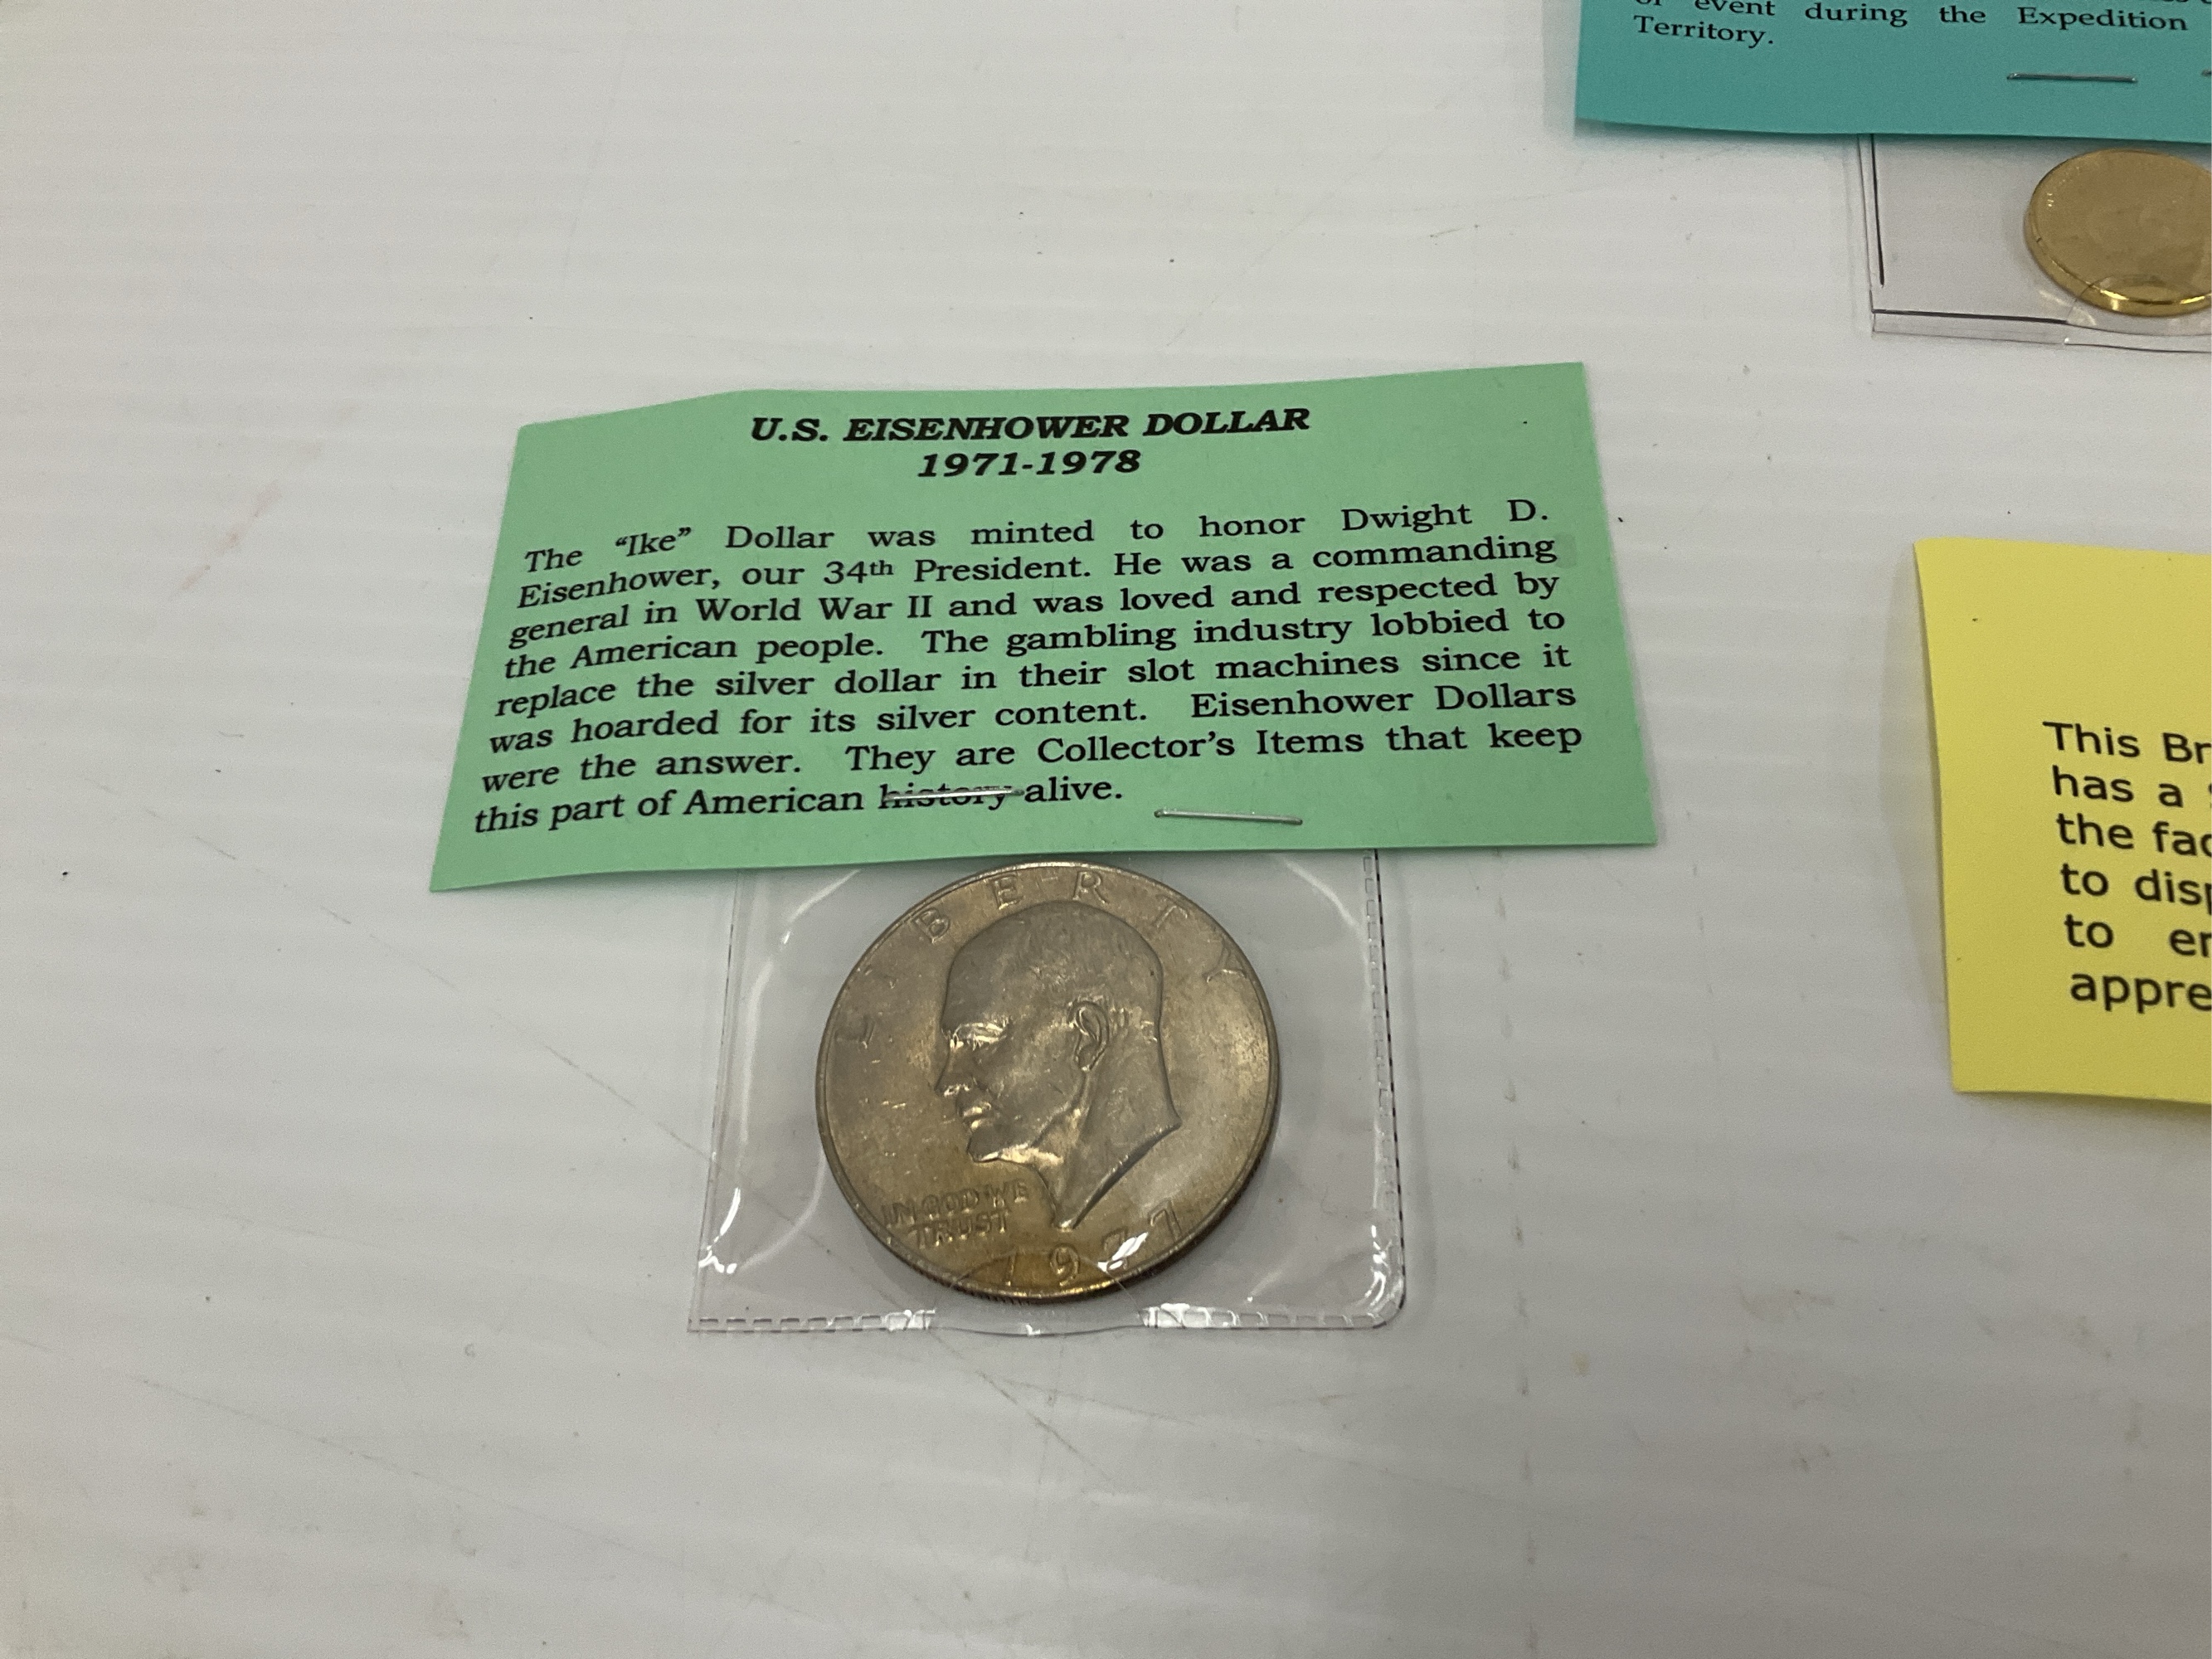 event during the Expedition
Territory.
U.S. EISENHOWER DOLLAR
1971-1978
The “Ike” Dollar was minted to honor Dwight D.
Eisenhower, our 34th President. He was a commanding
general in World War II and was loved and respected by
the American people. The gambling industry lobbied to
replace the silver dollar in their slot machines since it
was hoarded for its silver content. Eisenhower Dollars
were the answer. They are Collector's Items that keep
this part of American history alive.
This Br
has a
the fac
to disp
to er
appre
LIBERTY
IN GOD WE
TRUST
1977